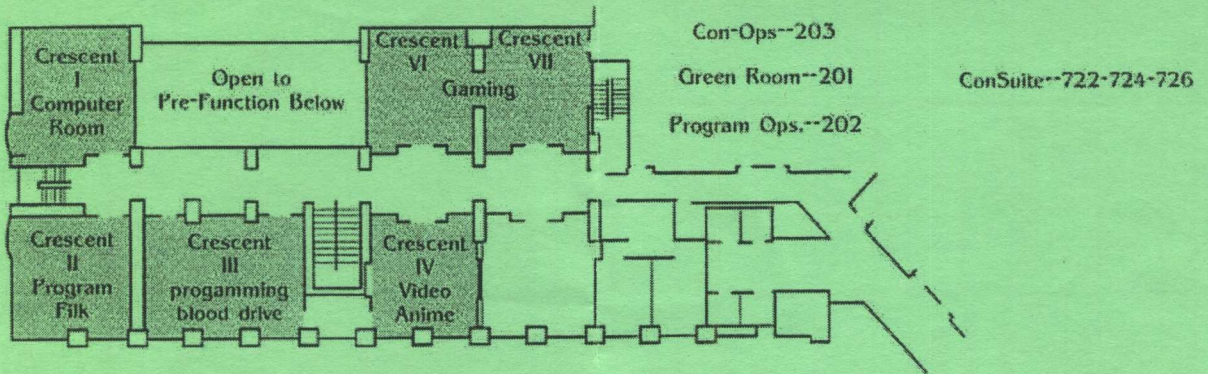 Crescent
I
Computer
Room
Open to
Pre-Function Below
Crescent
VI
Crescent
VII
Gaming
Con-Ops--203
Green Room--201
Program Ops.--202
ConSuite--722-724-726
Crescent
II
Program
Filk
Crescent
III
progamming
blood drive
Crescent
IV
Video
Anime